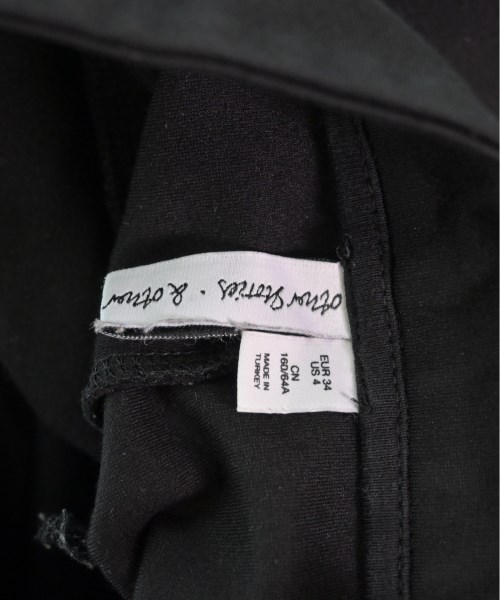 other Stories · & other
EUR 34
US 4
CN
160/64A
MADE IN
TURKEY